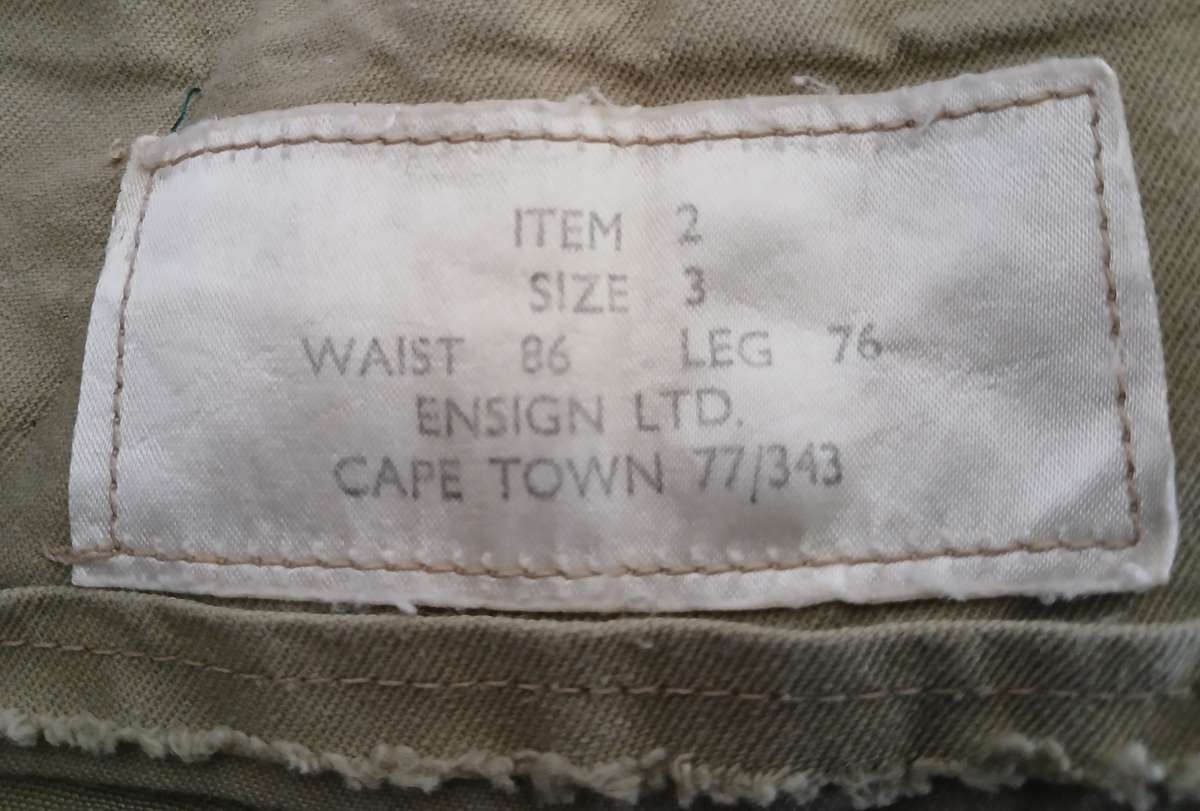 ITEM 2
SIZE 3
WAIST 86 LEG 76
ENSIGN LTD.
CAPE TOWN 77/343